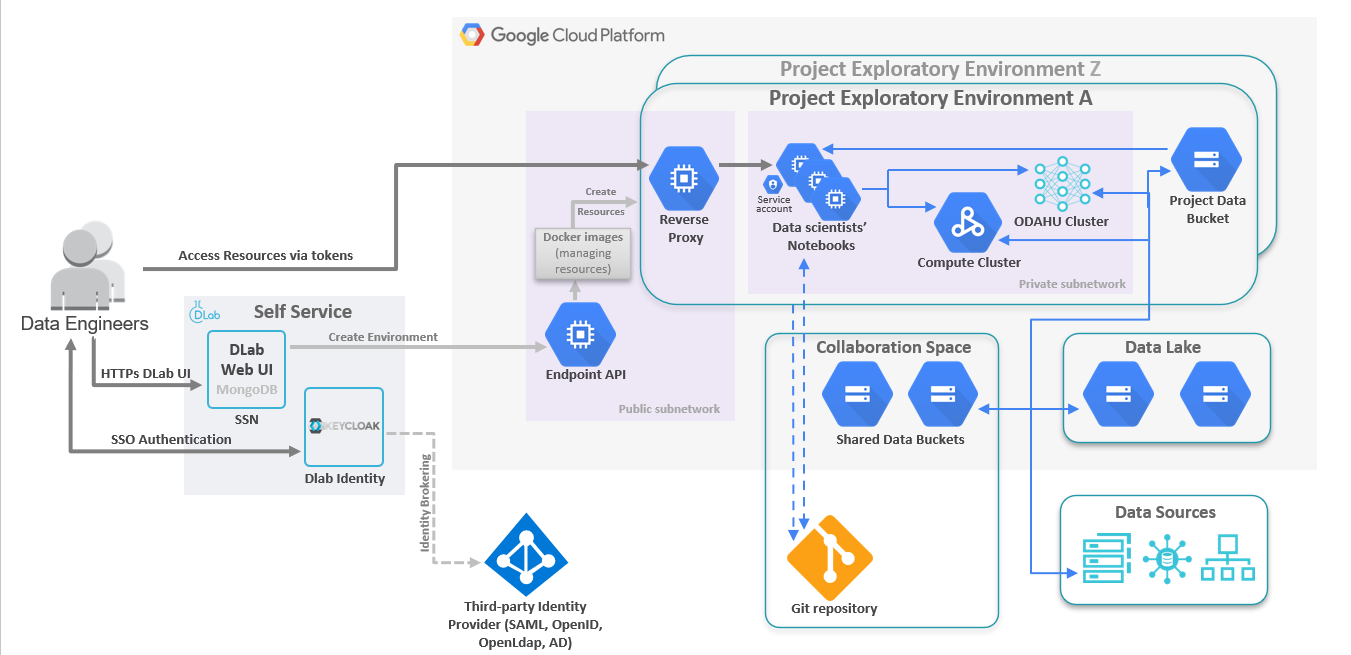 Google Cloud Platform
Project Exploratory Environment Z
Project Exploratory Environment A
Create
Resources
Reverse
Proxy
Service
account
Data scientists’
Notebooks
ODAHU Cluster
Compute Cluster
Private subnetwork
Project Data
Bucket
Docker images
(managing
resources)
Access Resources via tokens
Data Engineers
DLab
Self Service
DLab
Web UI
MongoDB
SSN
Create Environment
Endpoint API
Public subnetwork
HTTPs DLab UI
SSO Authentication
KEYCLOAK
Dlab Identity
Identity Brokering
Third-party Identity
Provider (SAML, OpenID,
OpenLdap, AD)
Collaboration Space
Shared Data Buckets
Git repository
Data Lake
Data Sources